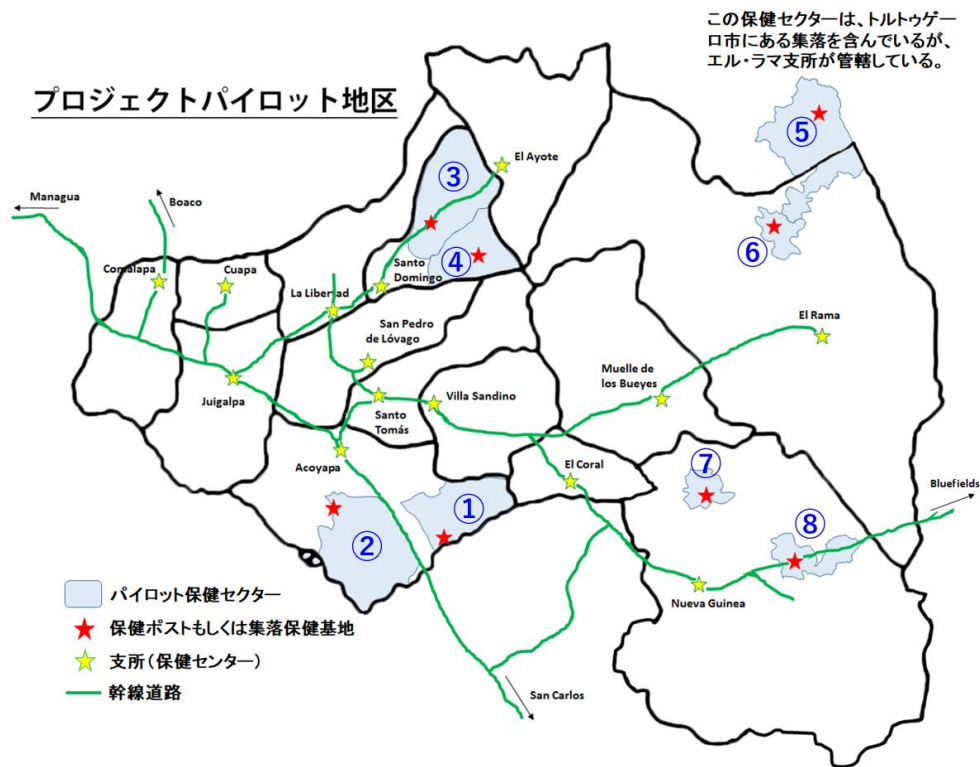 この保健セクターは、トルトゥゲー
ロ市にある集落を含んでいるが、
エル・ラマ支所が管轄している。
プロジェクトパイロット地区
⑤
El Ayote
③
Managua
Boaco
⑥
④
Santo
Domingo
Comalapa
Cuapa
La Libertad
El Rama
San Pedro
de Lóvago
Muelle de
los Bueyes
Juigalpa
Villa Sandino
Santo
Tomás
Acoyapa
El Coral
⑦
Bluefields
①
⑧
②
パイロット保健セクター
Nueva Guinea
保健ポストもしくは集落保健基地
支所（保健センター）
San Carlos
幹線道路